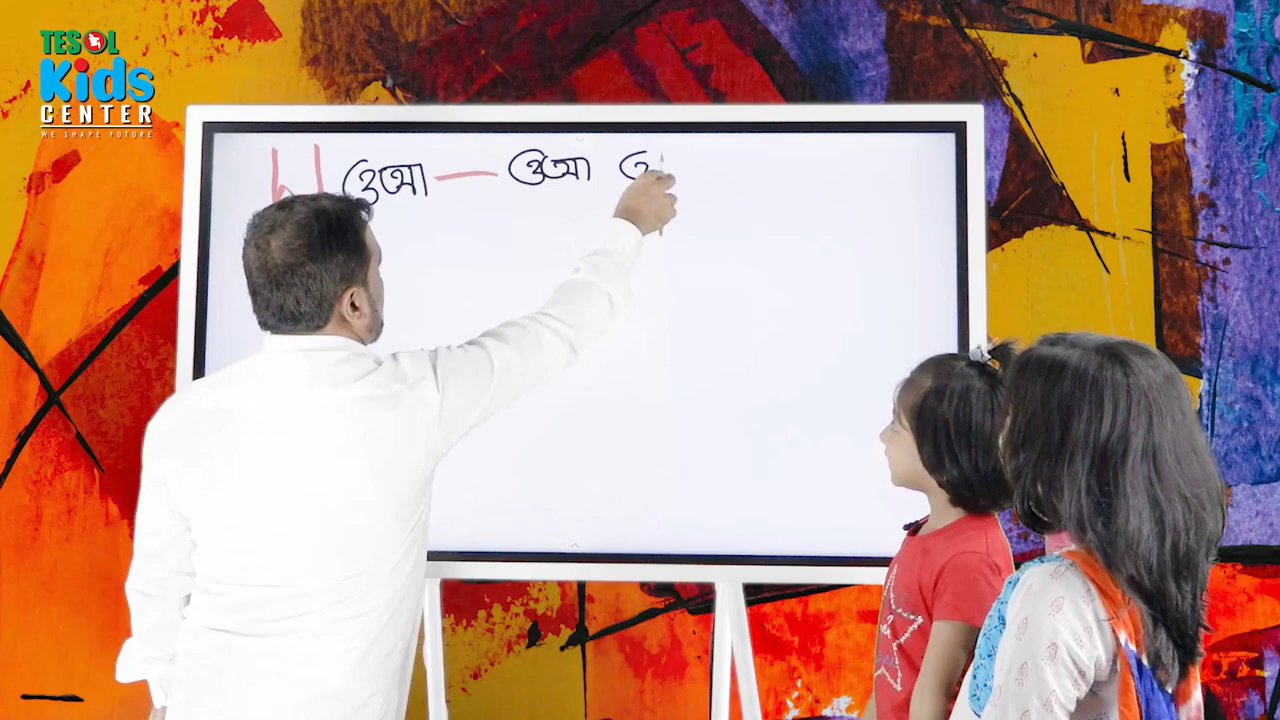 TESOL
Kids
CENTER
WE SHAPE FUTURE
ওআ — ওআ